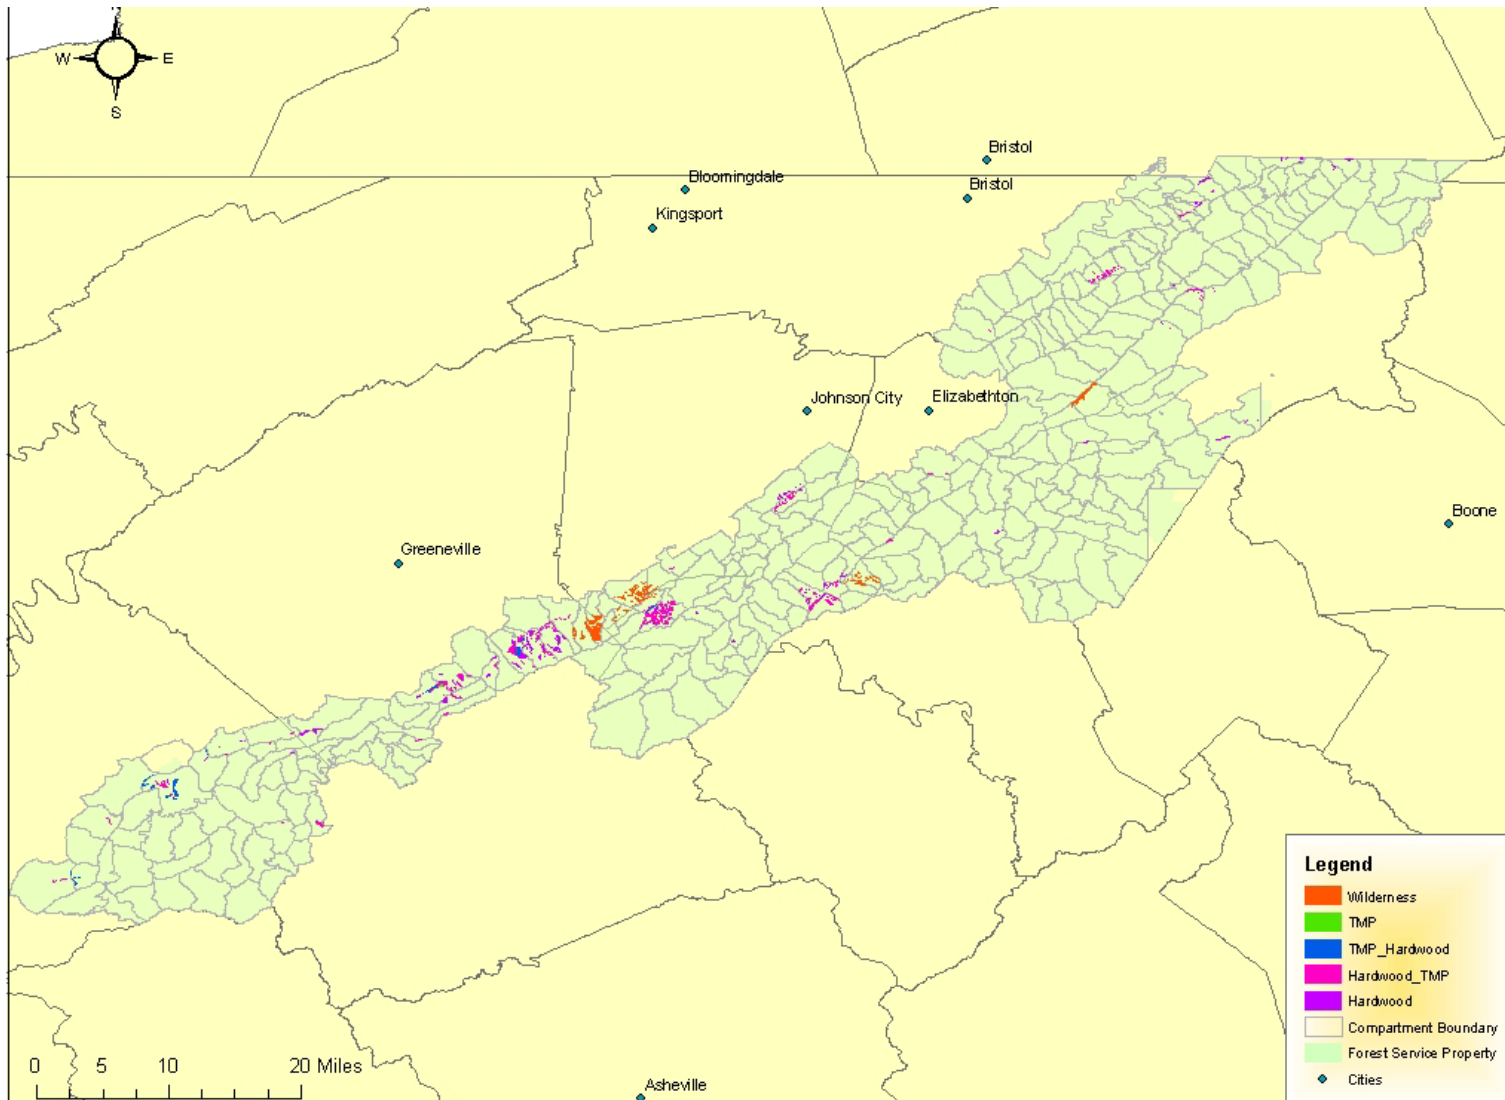 W E
S
Bristol
Bloomingdale
Bristol
Kingsport
Johnson City
Elizabethton
Boone
Greeneville
Legend
Wilderness
TMP
TMP_Hardwood
Hardwood_TMP
Hardwood
Compartment Boundary
Forest Service Property
Cities
0 5 10 20 Miles
Asheville